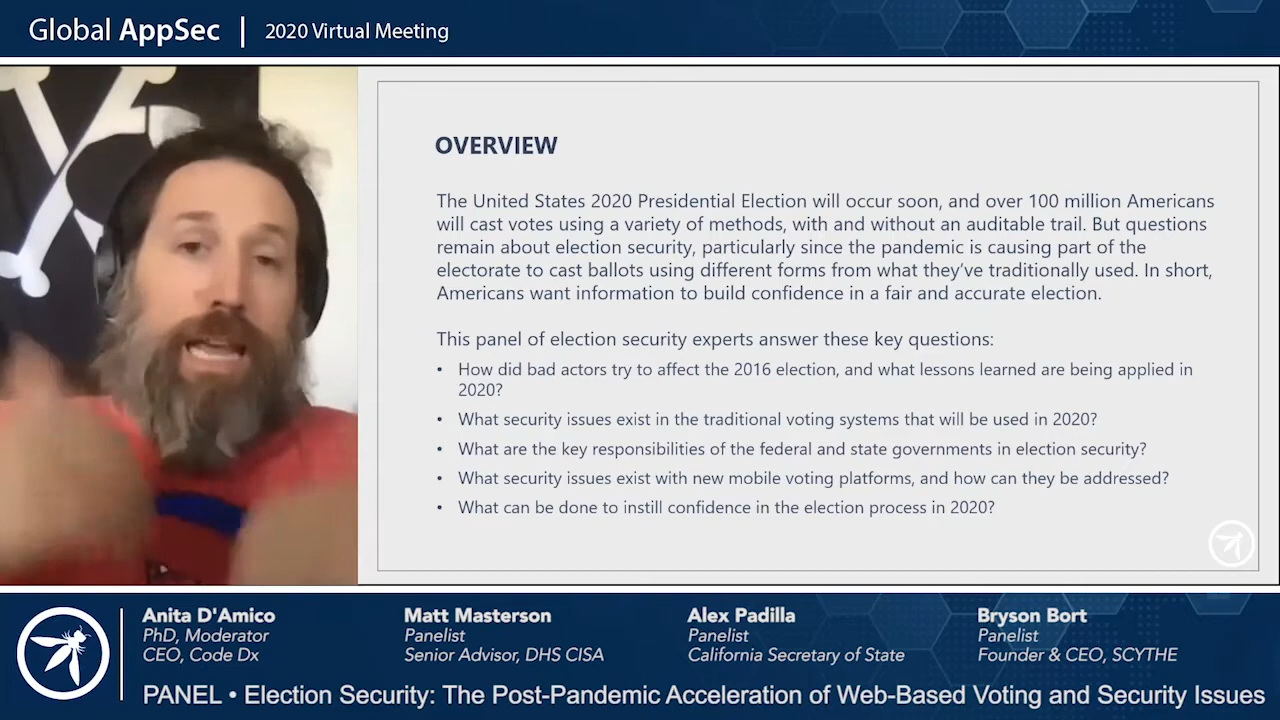 Global AppSec | 2020 Virtual Meeting
OVERVIEW
The United States 2020 Presidential Election will occur soon, and over 100 million Americans
will cast votes using a variety of methods, with and without an auditable trail. But questions
remain about election security, particularly since the pandemic is causing part of the
electorate to cast ballots using different forms from what they’ve traditionally used. In short,
Americans want information to build confidence in a fair and accurate election.
This panel of election security experts answer these key questions:
• How did bad actors try to affect the 2016 election, and what lessons learned are being applied in
2020?
• What security issues exist in the traditional voting systems that will be used in 2020?
• What are the key responsibilities of the federal and state governments in election security?
• What security issues exist with new mobile voting platforms, and how can they be addressed?
• What can be done to instill confidence in the election process in 2020?
Anita D'Amico
PhD, Moderator
CEO, Code Dx
Matt Masterson
Panelist
Senior Advisor, DHS CISA
Alex Padilla
Panelist
California Secretary of State
Bryson Bort
Panelist
Founder & CEO, SCYTHE
PANEL • Election Security: The Post-Pandemic Acceleration of Web-Based Voting and Security Issues